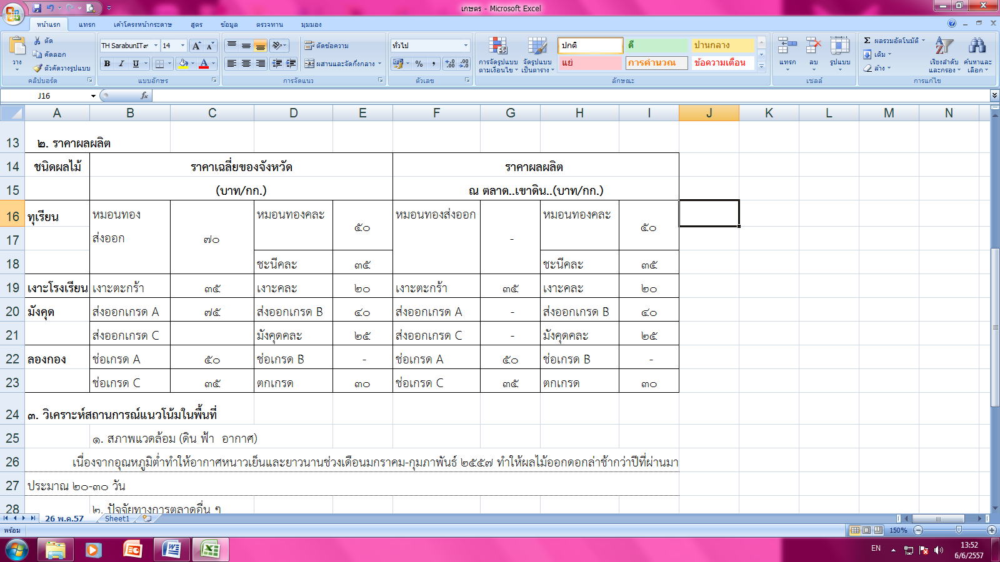 เกษตร - Microsoft Excel
หน้าแรก แทรก เค้าโครงหน้ากระดาษ สูตร ข้อมูล ตรวจทาน มุมมอง
วาง ตัด คัดลอก ตัวคัดวางรูปแบบ คลิปบอร์ด
TH SarabunIT๙ 14 B I U แบบอักษร
ตัดข้อความ ผสานและจัดกึ่งกลาง การจัดแนว
ทั่วไป % , ตัวเลข
การจัดรูปแบบตามเงื่อนไข จัดรูปแบบเป็นตาราง ปกติ ดี ปานกลาง แย่ การคำนวณ ข้อความเตือน ลักษณะ
แทรก ลบ รูปแบบ เซลล์
Σ ผลรวมอัตโนมัติ เติม ล้าง เรียงลำดับและกรอง ค้นหาและเลือก การแก้ไข
J16 fx
A B C D E F G H I J K L M N
13 ๒. ราคาผลผลิต
14 ชนิดผลไม้ ราคาเฉลี่ยของจังหวัด ราคาผลผลิต
15 (บาท/กก.) ณ ตลาด..เขาดิน..(บาท/กก.)
16 ทุเรียน หมอนทอง หมอนทองคละ ๕๐ หมอนทองส่งออก หมอนทองคละ ๕๐
17 ส่งออก ๗๐ -
18 ชะนีคละ ๓๕ ชะนีคละ ๓๕
19 เงาะโรงเรียน เงาะตะกร้า ๓๕ เงาะคละ ๒๐ เงาะตะกร้า ๓๕ เงาะคละ ๒๐
20 มังคุด ส่งออกเกรด A ๗๕ ส่งออกเกรด B ๔๐ ส่งออกเกรด A - ส่งออกเกรด B ๔๐
21 ส่งออกเกรด C มังคุดคละ ๒๕ ส่งออกเกรด C - มังคุดคละ ๒๕
22 ลองกอง ช่อเกรด A ๕๐ ช่อเกรด B - ช่อเกรด A ๕๐ ช่อเกรด B -
23 ช่อเกรด C ๓๕ ตกเกรด ๓๐ ช่อเกรด C ๓๕ ตกเกรด ๓๐
24 ๓. วิเคราะห์สถานการณ์แนวโน้มในพื้นที่
25 ๑. สภาพแวดล้อม (ดิน ฟ้า อากาศ)
26 เนื่องจากอุณหภูมิต่ำทำให้อากาศหนาวเย็นและยาวนานช่วงเดือนมกราคม-กุมภาพันธ์ ๒๕๕๗ ทำให้ผลไม้ออกดอกล่าช้ากว่าปีที่ผ่านมา
27 ประมาณ ๒๐-๓๐ วัน
28 ๒. ปัจจัยทางการตลาดอื่น ๆ
26 พ.ค.57 Sheet1
พร้อม 150%
EN 13:52
6/6/2557